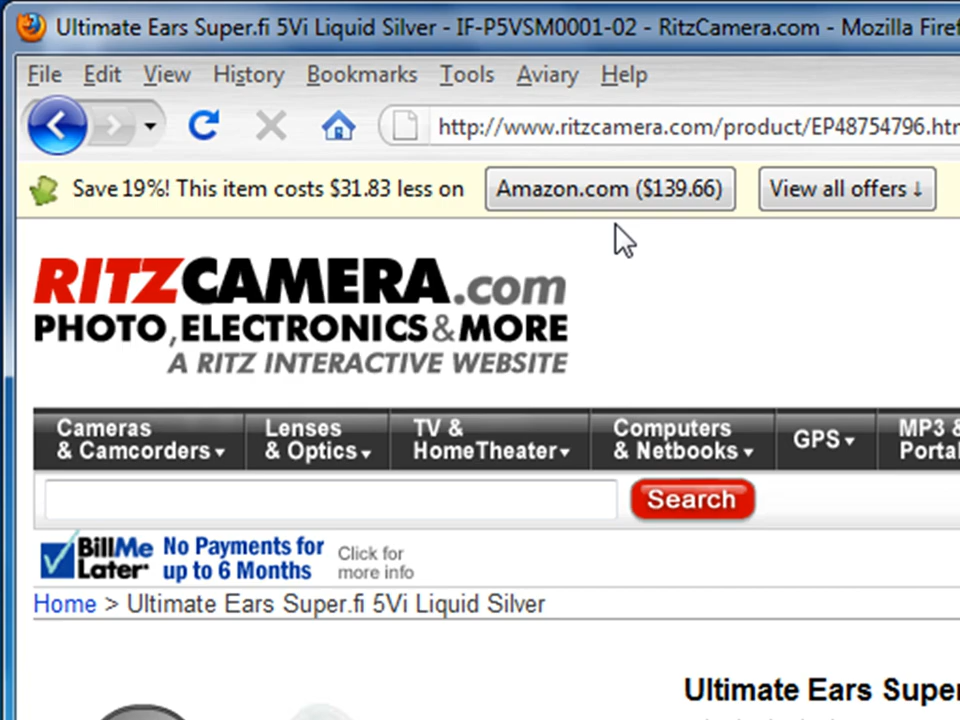 Ultimate Ears Super.fi 5Vi Liquid Silver - IF-P5VSM0001-02 - RitzCamera.com - Mozilla Firef
File Edit View History Bookmarks Tools Aviary Help
http://www.ritzcamera.com/product/EP48754796.htm
Save 19%! This item costs $31.83 less on Amazon.com ($139.66) View all offers ↓
RITZCAMERA.com
PHOTO, ELECTRONICS & MORE
A RITZ INTERACTIVE WEBSITE
Cameras & Camcorders
Lenses & Optics
TV & HomeTheater
Computers & Netbooks
GPS
MP3 & Porta
Search
BillMe Later
No Payments for up to 6 Months
Click for more info
Home > Ultimate Ears Super.fi 5Vi Liquid Silver
Ultimate Ears Super